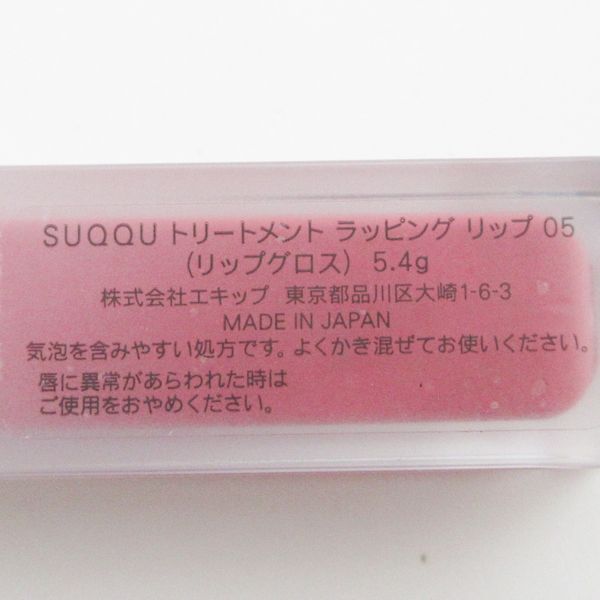 SUQQU トリートメント ラッピング リップ 05
(リップグロス) 5.4g
株式会社エキップ 東京都品川区大崎1-6-3
MADE IN JAPAN
気泡を含みやすい処方です。よくかき混ぜてお使いください。
唇に異常があらわれた時は
ご使用をおやめください。